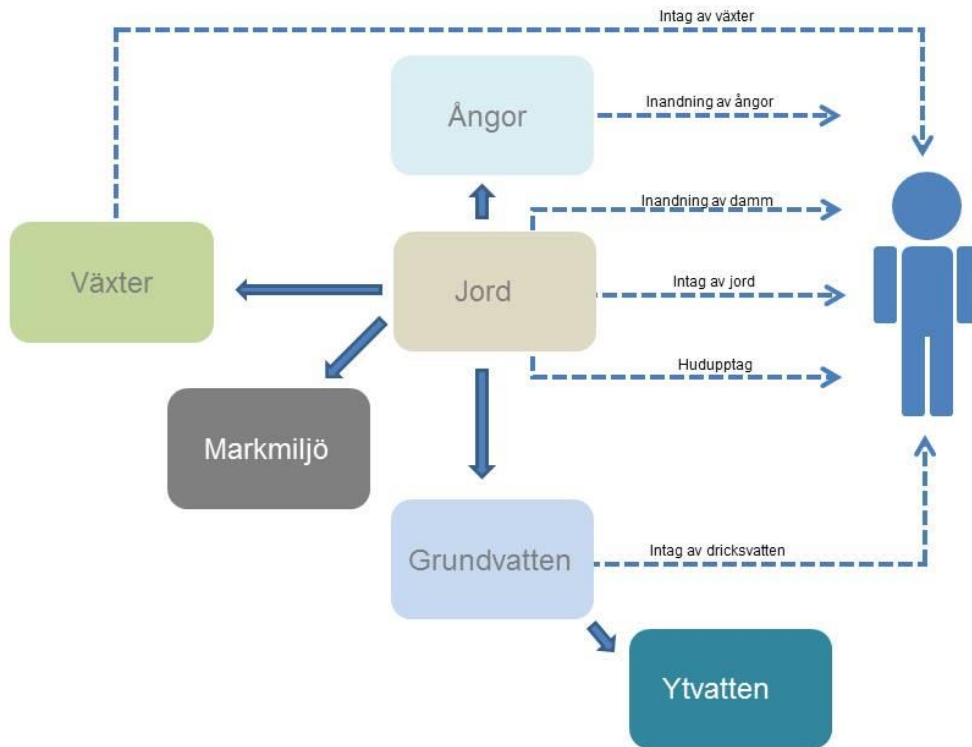 Intag av växter
Ångor
Inandning av ångor
Inandning av damm
Växter
Jord
Intag av jord
Hudupptag
Markmiljö
Grundvatten
Intag av dricksvatten
Ytvatten